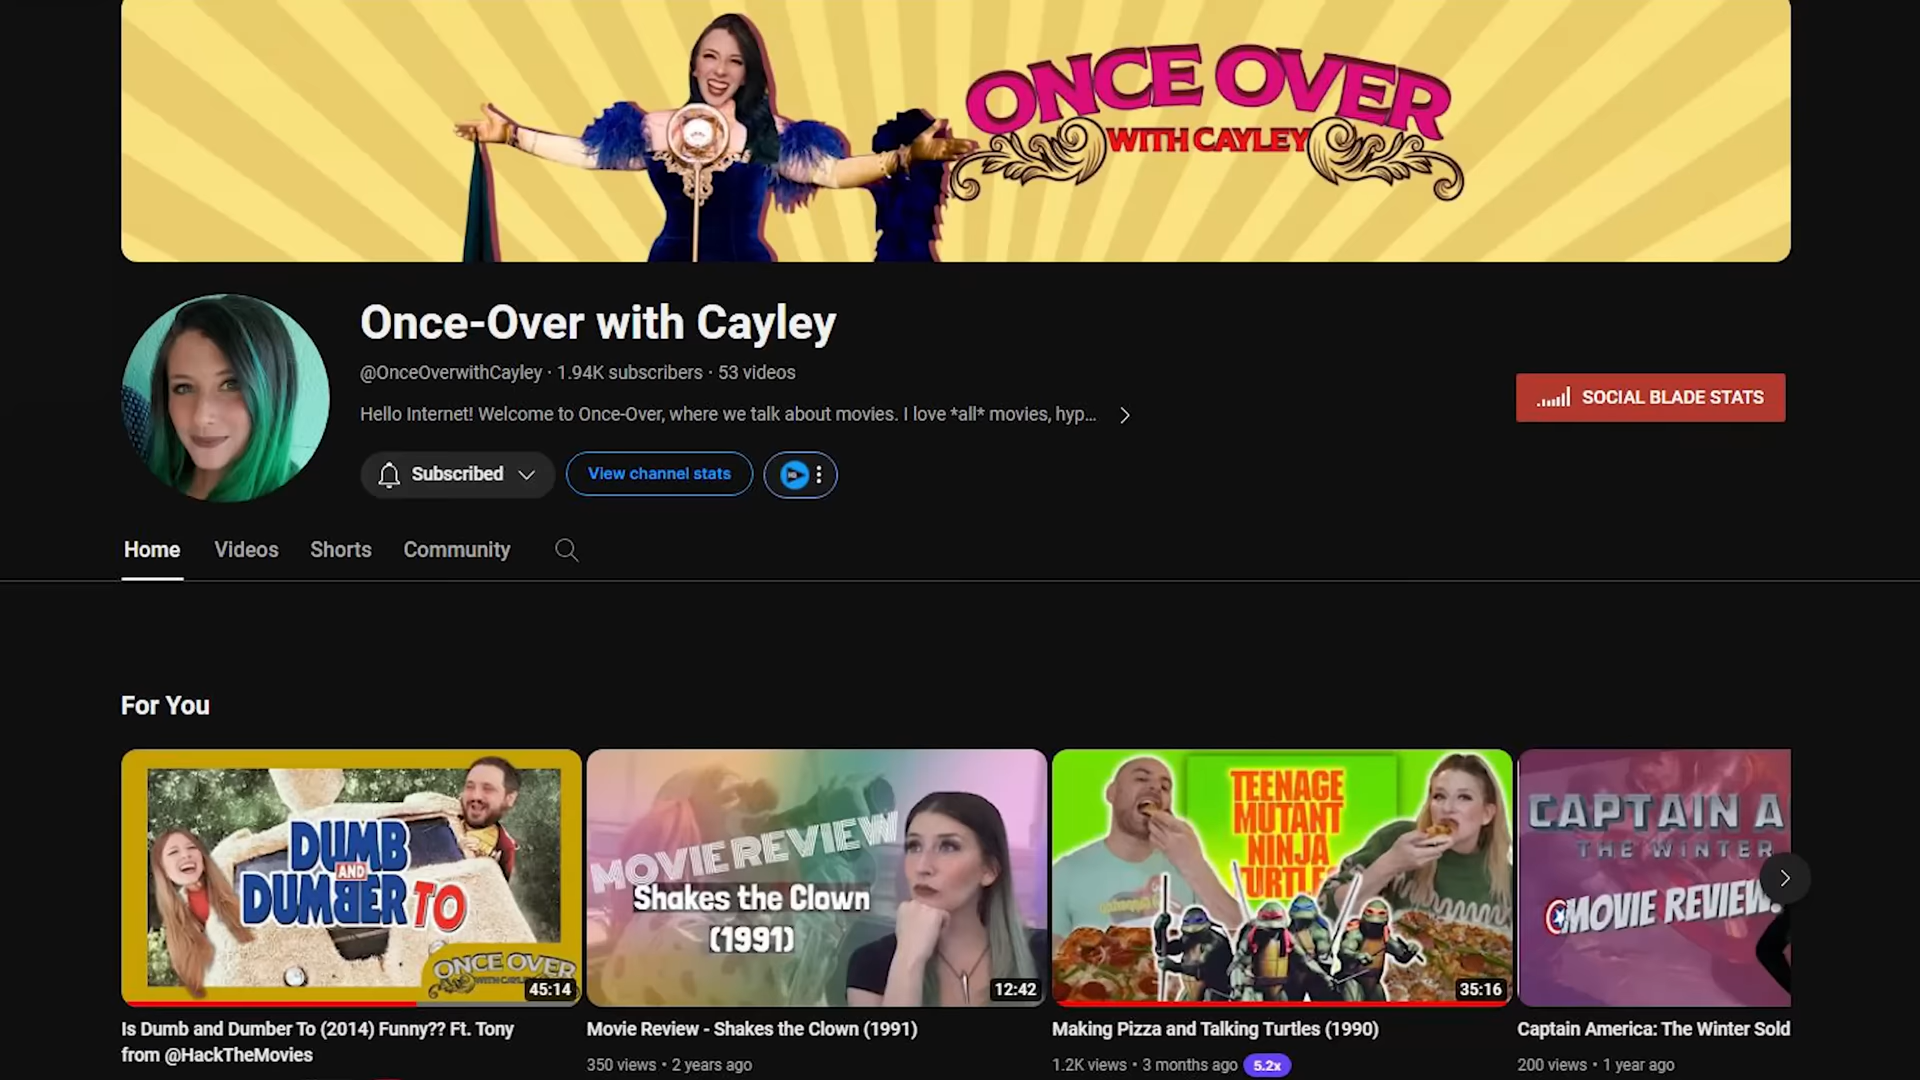 ONCE OVER
WITH CAYLEY
Once-Over with Cayley
@OnceOverwithCayley · 1.94K subscribers · 53 videos
Hello Internet! Welcome to Once-Over, where we talk about movies. I love *all* movies, hyp...
SOCIAL BLADE STATS
Subscribed
View channel stats
Home Videos Shorts Community
For You
DUMB
AND
DUMBER TO
ONCE OVER
45:14
MOVIE REVIEW
Shakes the Clown
(1991)
12:42
TEENAGE
MUTANT
NINJA
TURTLE
35:16
CAPTAIN A
THE WINTER
MOVIE REVIEW
Is Dumb and Dumber To (2014) Funny?? Ft. Tony
from @HackTheMovies
Movie Review - Shakes the Clown (1991)
350 views · 2 years ago
Making Pizza and Talking Turtles (1990)
1.2K views · 3 months ago 5.2x
Captain America: The Winter Sold
200 views · 1 year ago